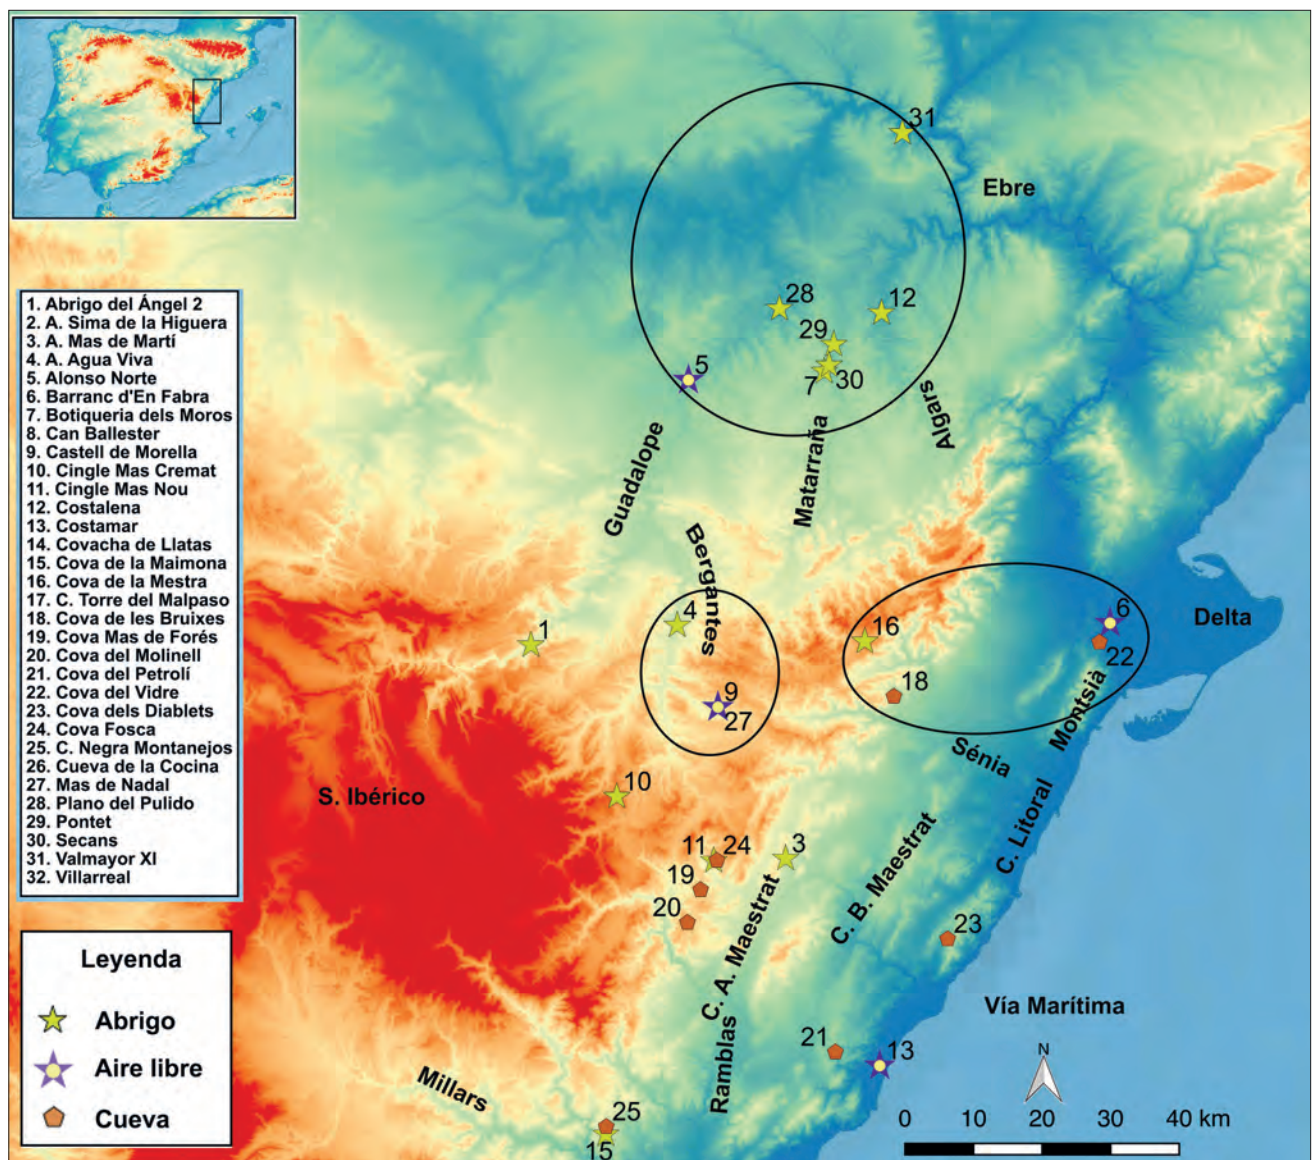 1. Abrigo del Ángel 2
2. A. Sima de la Higuera
3. A. Mas de Martí
4. A. Agua Viva
5. Alonso Norte
6. Barranc d'En Fabra
7. Botiqueria dels Moros
8. Can Ballester
9. Castell de Morella
10. Cingle Mas Cremat
11. Cingle Mas Nou
12. Costalena
13. Costamar
14. Covacha de Llatas
15. Cova de la Maimona
16. Cova de la Mestra
17. C. Torre del Malpaso
18. Cova de les Bruixes
19. Cova Mas de Forés
20. Cova del Molinell
21. Cova del Petrolí
22. Cova del Vidre
23. Cova dels Diablets
24. Cova Fosca
25. C. Negra Montanejos
26. Cueva de la Cocina
27. Mas de Nadal
28. Plano del Pulido
29. Pontet
30. Secans
31. Valmayor XI
32. Villarreal
Leyenda
Abrigo
Aire libre
Cueva
31
Ebre
28
12
29
5
30
7
Algars
Matarraña
Guadalope
Bergantes
4
1
16
6
Delta
22
18
9
27
Montsià
Sénia
10
S. Ibérico
C. Litoral
11
24
3
19
20
C. B. Maestrat
C. A. Maestrat
23
Vía Marítima
21
13
Ramblas
Millars
25
15
N
0 10 20 30 40 km